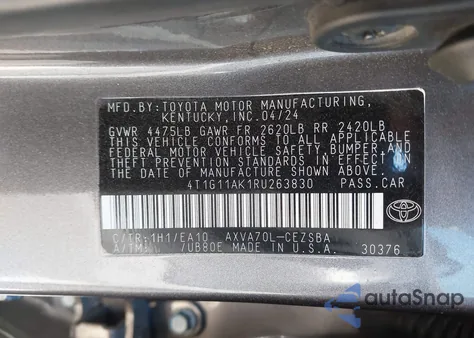 MFD.BY:TOYOTA MOTOR MANUFACTURING,
KENTUCKY,INC.04/24
GVWR 4475LB GAWR FR 2620LB RR 2420LB
THIS VEHICLE CONFORMS TO ALL APPLICABLE
FEDERAL MOTOR VEHICLE SAFETY, BUMPER, AND
THEFT PREVENTION STANDARDS IN EFFECT ON THE
DATE OF MANUFACTURE SHOWN ABOVE.
4T1G11AK1RU263830 PASS.CAR
C/TR:1H1/EA10 AXVA70L-CEZSBA
A/TM: /UB80E MADE IN U.S.A. 30376
autoSnap